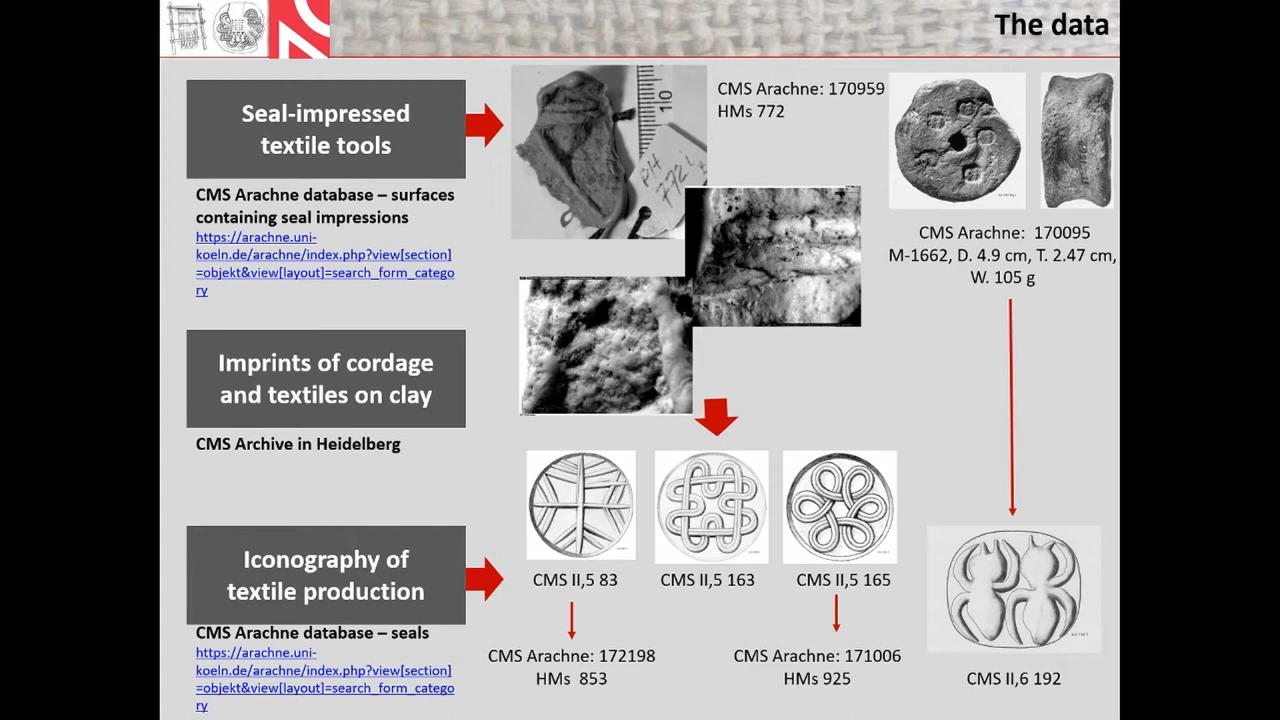 The data
Seal-impressed
textile tools
CMS Arachne database – surfaces
containing seal impressions
https://arachne.uni-
koeln.de/arachne/index.php?view[section]
=objekt&view[layout]=search_form_catego
ry
CMS Arachne: 170959
HMs 772
10
PH
772
CMS Arachne:  170095
M-1662, D. 4.9 cm, T. 2.47 cm,
W. 105 g
Imprints of cordage
and textiles on clay
CMS Archive in Heidelberg
Iconography of
textile production
CMS Arachne database – seals
https://arachne.uni-
koeln.de/arachne/index.php?view[section]
=objekt&view[layout]=search_form_catego
ry
CMS II,5 83
CMS II,5 163
CMS II,5 165
CMS Arachne: 172198
HMs  853
CMS Arachne: 171006
HMs 925
CMS II,6 192